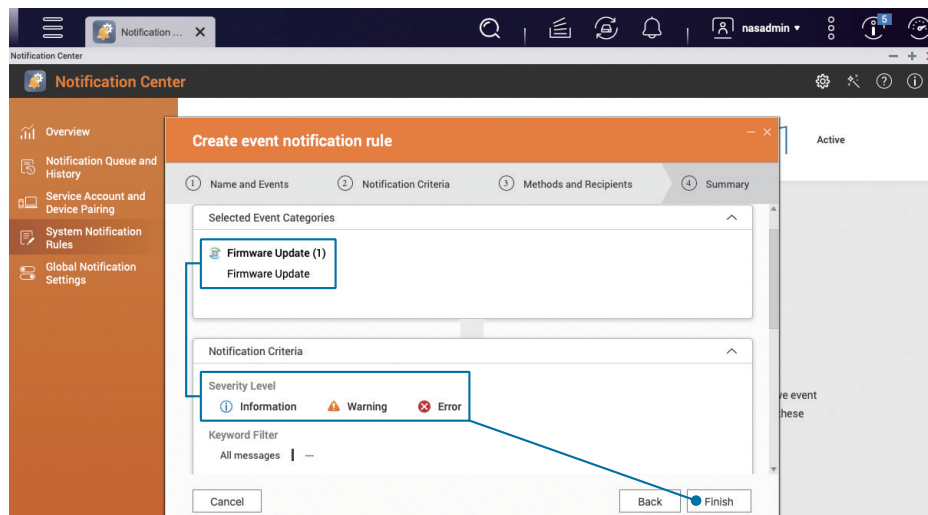 Notification ...
nasadmin
5
Notification Center
Notification Center
Overview
Notification Queue and
History
Service Account and
Device Pairing
System Notification
Rules
Global Notification
Settings
Active
Create event notification rule
1 Name and Events
2 Notification Criteria
3 Methods and Recipients
4 Summary
Selected Event Categories
Firmware Update (1)
Firmware Update
Notification Criteria
Severity Level
Information
Warning
Error
Keyword Filter
All messages | ---
ve event
these
Cancel
Back
Finish